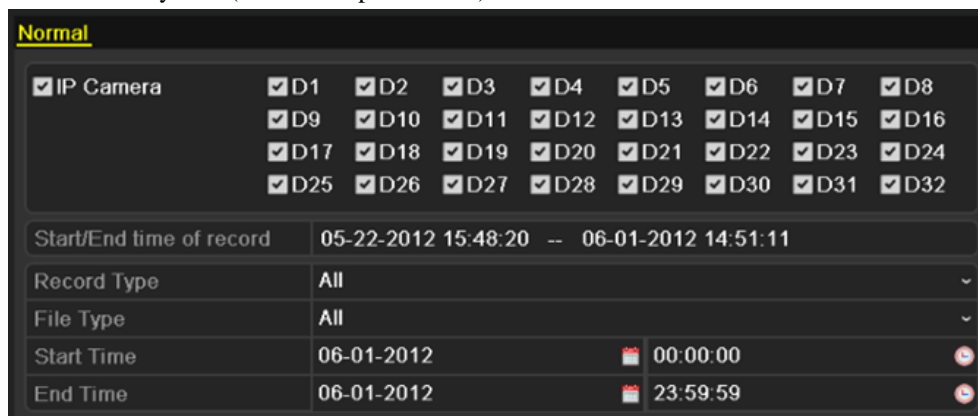 Normal
IP Camera D1 D2 D3 D4 D5 D6 D7 D8
D9 D10 D11 D12 D13 D14 D15 D16
D17 D18 D19 D20 D21 D22 D23 D24
D25 D26 D27 D28 D29 D30 D31 D32
Start/End time of record 05-22-2012 15:48:20 -- 06-01-2012 14:51:11
Record Type All
File Type All
Start Time 06-01-2012 00:00:00
End Time 06-01-2012 23:59:59